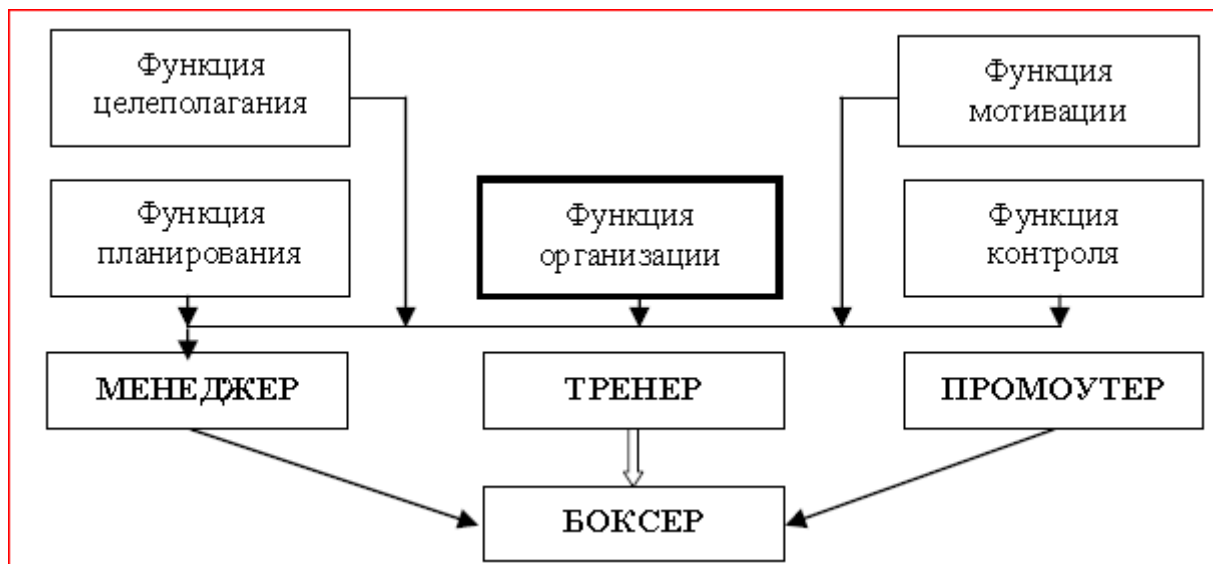 Функция
целеполагания
Функция
мотивации
Функция
планирования
Функция
организации
Функция
контроля
МЕНЕДЖЕР
ТРЕНЕР
ПРОМОУТЕР
БОКСЕР